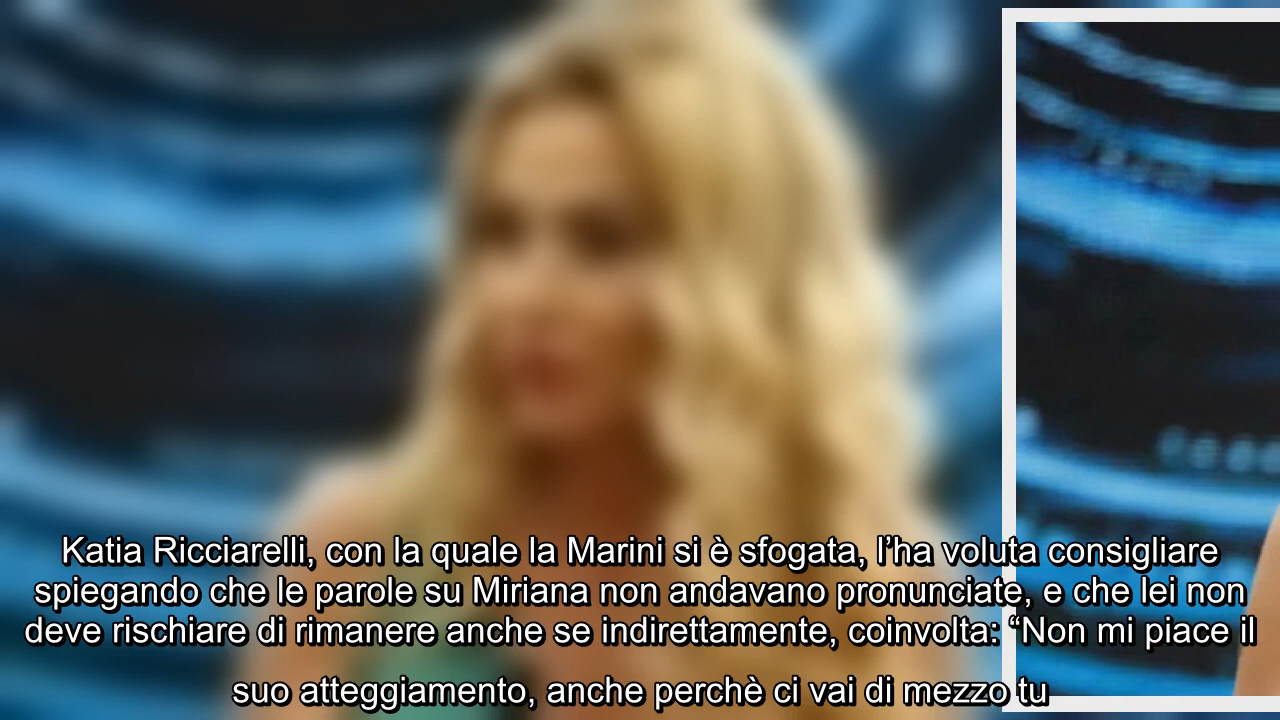 Katia Ricciarelli, con la quale la Marini si è sfogata, l’ha voluta consigliare
spiegando che le parole su Miriana non andavano pronunciate, e che lei non
deve rischiare di rimanere anche se indirettamente, coinvolta: “Non mi piace il
suo atteggiamento, anche perchè ci vai di mezzo tu